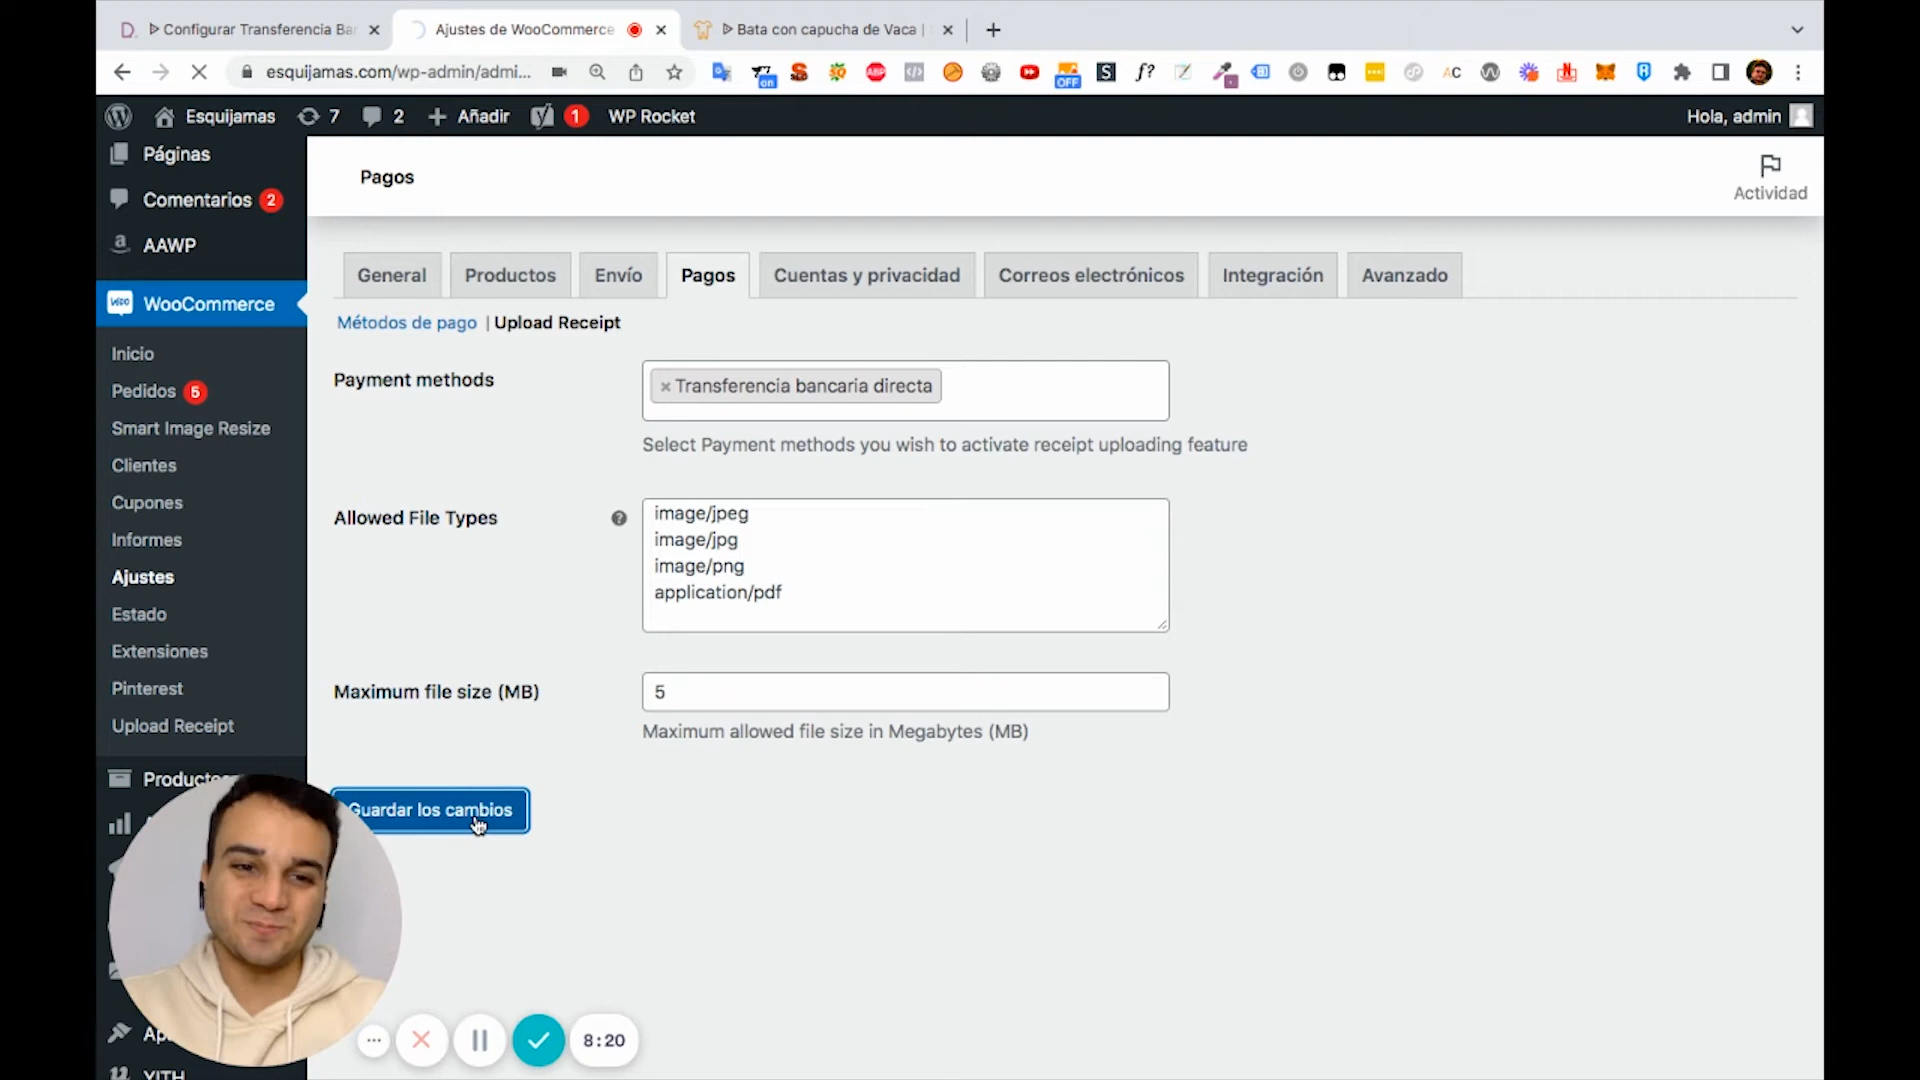 D. ᐅ Configurar Transferencia Bar
Ajustes de WooCommerce
ᐅ Bata con capucha de Vaca |
esquijamas.com/wp-admin/admi...
on
ABP
OFF
S
f?
AC
Esquijamas
7
2
Añadir
1
WP Rocket
Hola, admin
Páginas
Comentarios 2
AAWP
WooCommerce
Inicio
Pedidos 5
Smart Image Resize
Clientes
Cupones
Informes
Ajustes
Estado
Extensiones
Pinterest
Upload Receipt
Productos
Ap
YITH
Pagos
Actividad
General
Productos
Envío
Pagos
Cuentas y privacidad
Correos electrónicos
Integración
Avanzado
Métodos de pago | Upload Receipt
Payment methods
× Transferencia bancaria directa
Select Payment methods you wish to activate receipt uploading feature
Allowed File Types
image/jpeg
image/jpg
image/png
application/pdf
Maximum file size (MB)
5
Maximum allowed file size in Megabytes (MB)
Guardar los cambios
8:20